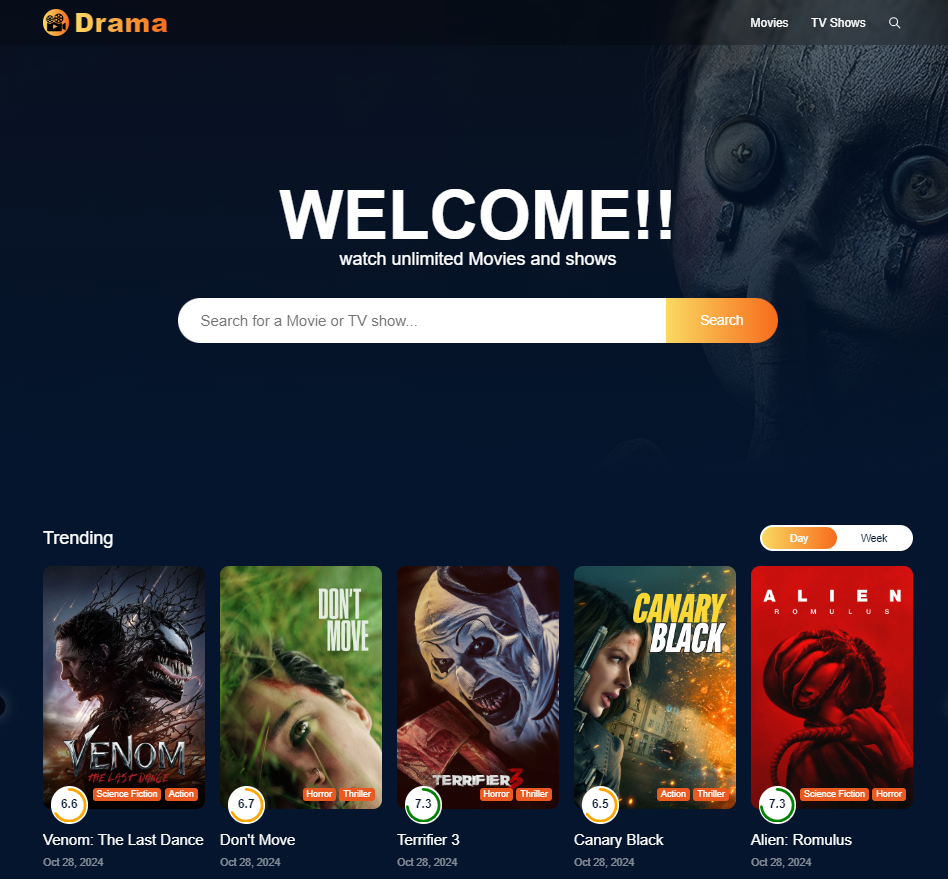 Drama
Movies TV Shows
WELCOME!!
watch unlimited Movies and shows
Search for a Movie or TV show... Search
Trending
Day Week
VENOM
THE LAST DANCE
6.6 Science Fiction Action
Venom: The Last Dance
Oct 28, 2024
DON'T
MOVE
6.7 Horror Thriller
Don't Move
Oct 28, 2024
TERRIFIER 3
7.3 Horror Thriller
Terrifier 3
Oct 28, 2024
CANARY
BLACK
6.5 Action Thriller
Canary Black
Oct 28, 2024
ALIEN
ROMULUS
7.3 Science Fiction Horror
Alien: Romulus
Oct 28, 2024